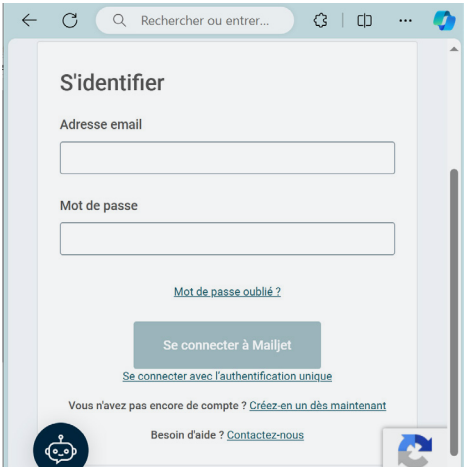 Rechercher ou entrer...
S'identifier
Adresse email
Mot de passe
Mot de passe oublié ?
Se connecter à Mailjet
Se connecter avec l'authentification unique
Vous n'avez pas encore de compte ? Créez-en un dès maintenant
Besoin d'aide ? Contactez-nous